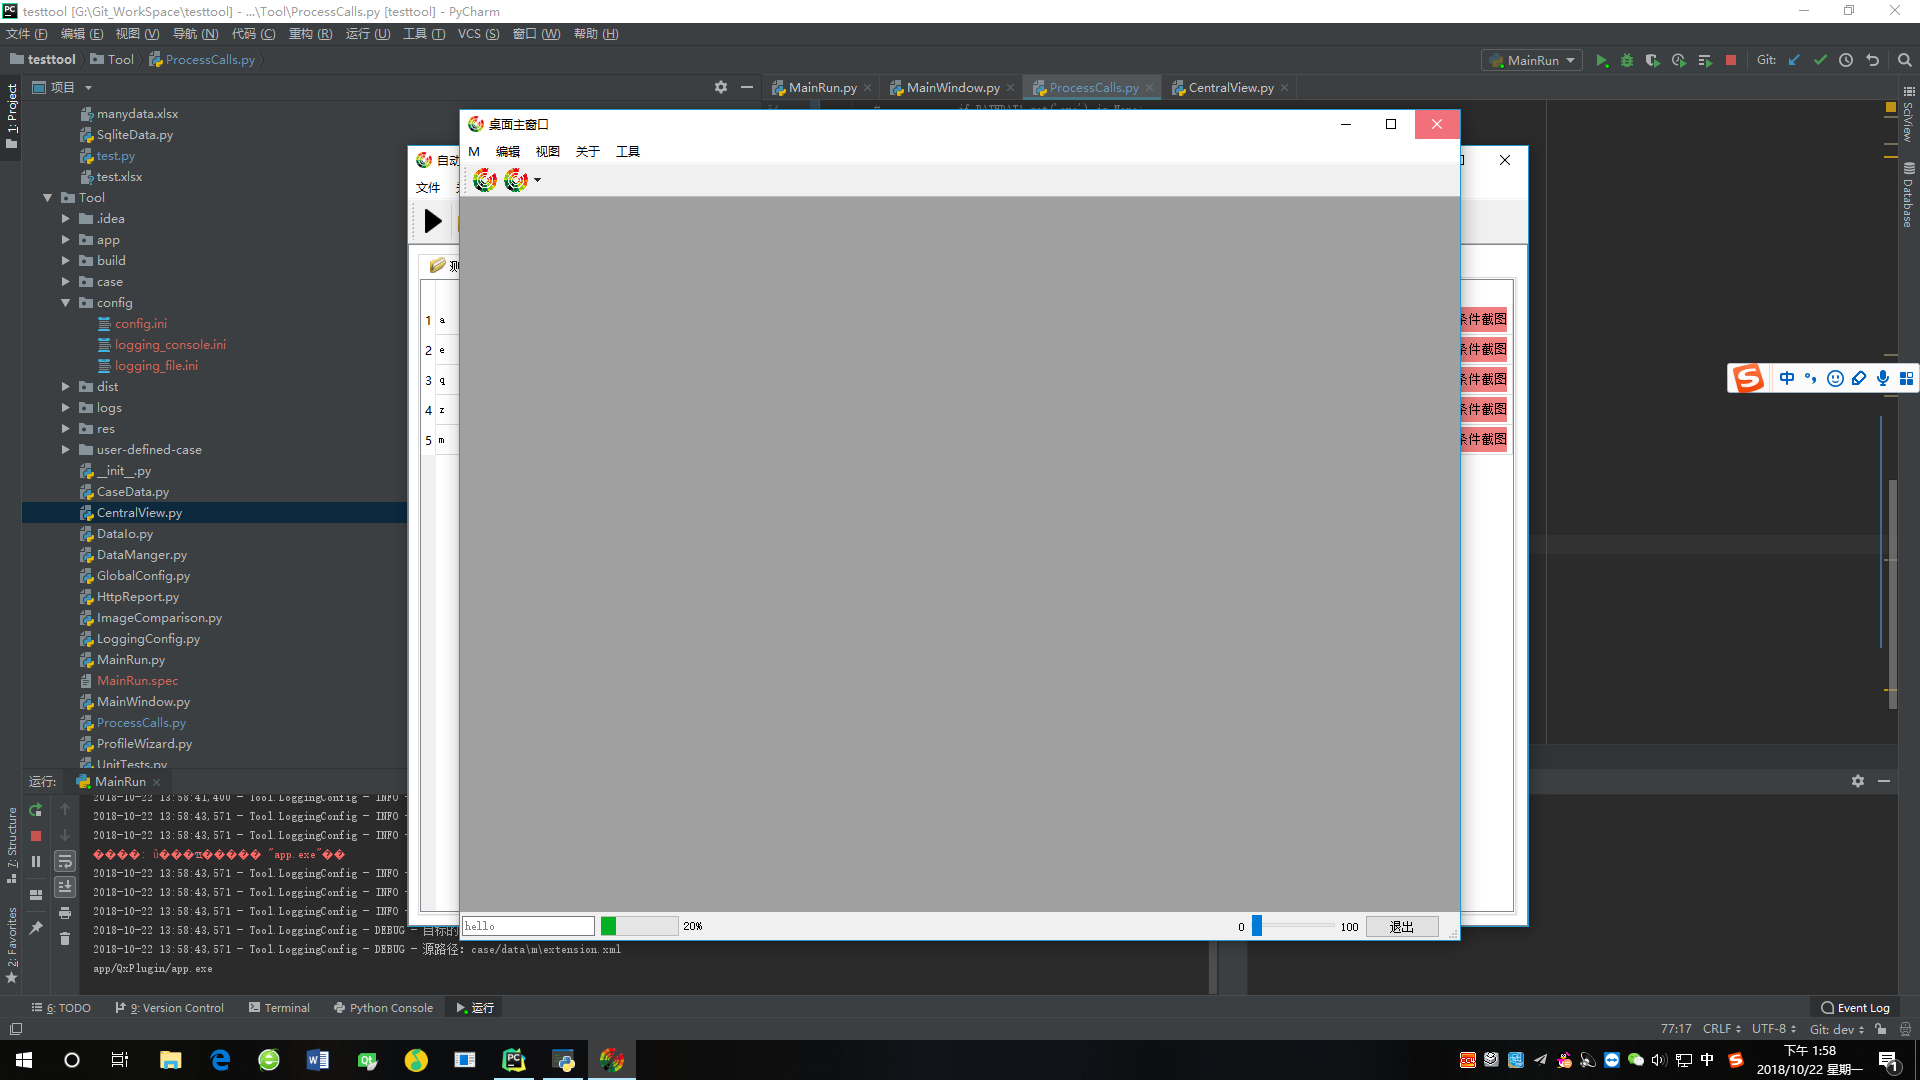 testtool [G:\Git_WorkSpace\testtool] - ...\Tool\ProcessCalls.py [testtool] - PyCharm
文件 (F) 编辑 (E) 视图 (V) 导航 (N) 代码 (C) 重构 (R) 运行 (U) 工具 (T) VCS (S) 窗口 (W) 帮助 (H)
testtool Tool ProcessCalls.py MainRun Git:
项目 MainRun.py MainWindow.py ProcessCalls.py CentralView.py
1: Project
SciView
Database
manydata.xlsx
SqliteData.py
test.py
test.xlsx
Tool
.idea
app
build
case
config
config.ini
logging_console.ini
logging_file.ini
dist
logs
res
user-defined-case
__init__.py
CaseData.py
CentralView.py
DataIo.py
DataManger.py
GlobalConfig.py
HttpReport.py
ImageComparison.py
LoggingConfig.py
MainRun.py
MainRun.spec
MainWindow.py
ProcessCalls.py
ProfileWizard.py
UnitTests.py
桌面主窗口
M 编辑 视图 关于 工具
自动
文件
1 a 条件截图
2 e 条件截图
3 q 条件截图
4 z 条件截图
5 m 条件截图
hello 20% 0 100 退出
中
运行: MainRun
2018-10-22 13:58:41,400 - Tool.LoggingConfig - INFO -
2018-10-22 13:58:43,571 - Tool.LoggingConfig - INFO -
2018-10-22 13:58:43,571 - Tool.LoggingConfig - INFO -
"app.exe"
2018-10-22 13:58:43,571 - Tool.LoggingConfig - INFO -
2018-10-22 13:58:43,571 - Tool.LoggingConfig - INFO -
2018-10-22 13:58:43,571 - Tool.LoggingConfig - INFO -
2018-10-22 13:58:43,571 - Tool.LoggingConfig - DEBUG - 目标的
2018-10-22 13:58:43,571 - Tool.LoggingConfig - DEBUG - 源路径: case/data\m\extension.xml
app/QxPlugin/app.exe
7: Structure
2: Favorites
6: TODO 9: Version Control Terminal Python Console 运行 Event Log
77:17 CRLF UTF-8 Git: dev
中 下午 1:58
2018/10/22 星期一
1